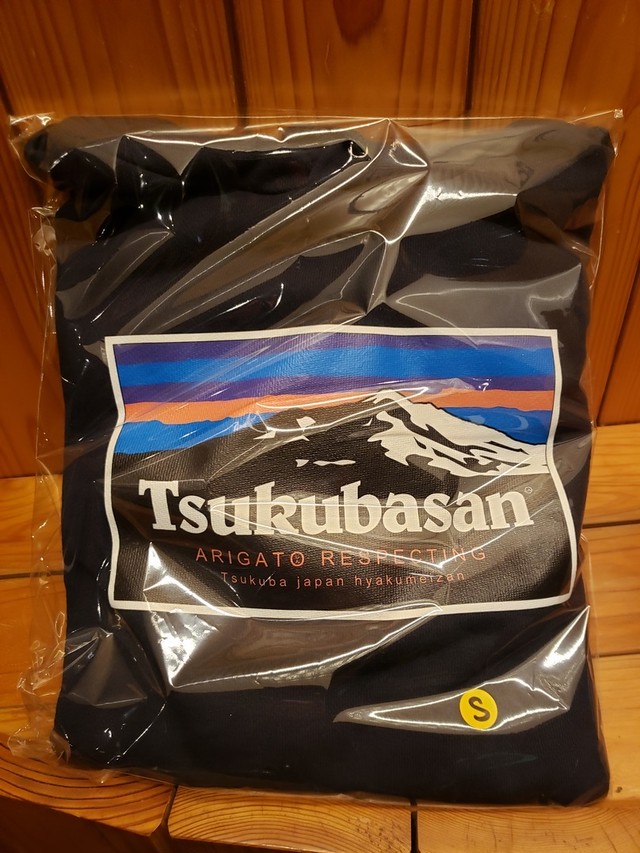 Tsukubasan
ARIGATO RESPECTING
Tsukuba japan hyakumeizan
S